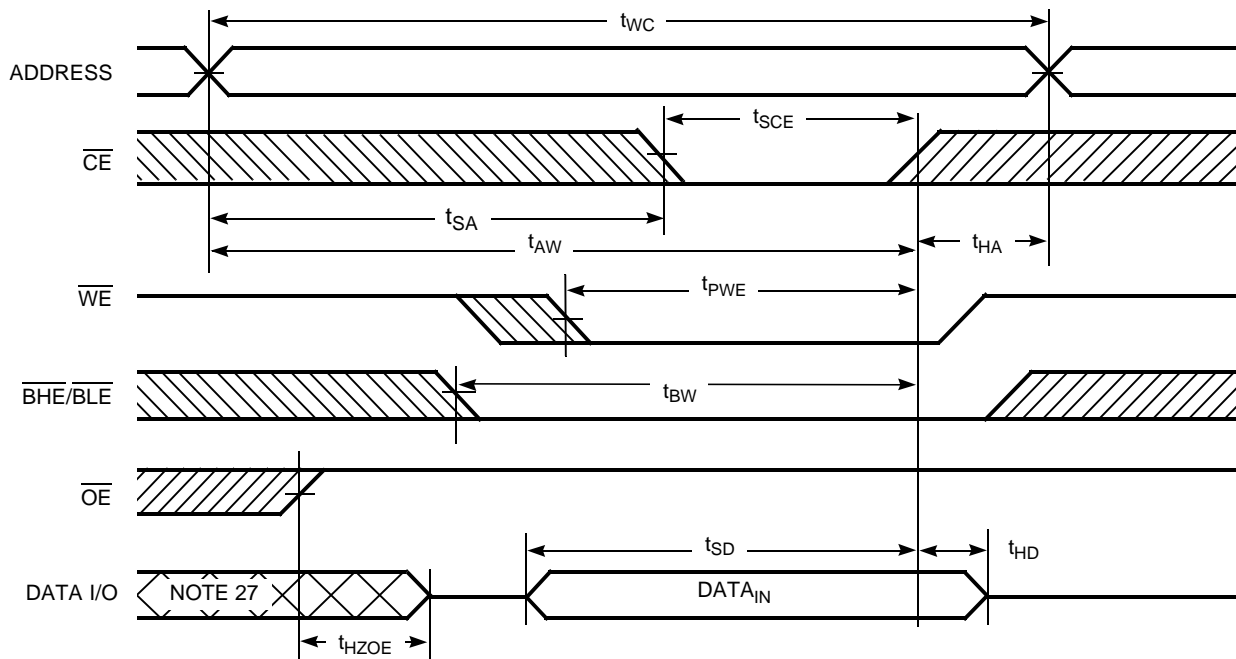 tWC
ADDRESS
tSCE
CE
tSA
tAW
tHA
WE
tPWE
BHE/BLE
tBW
OE
tSD
tHD
DATA I/O
NOTE 27
DATAIN
tHZOE